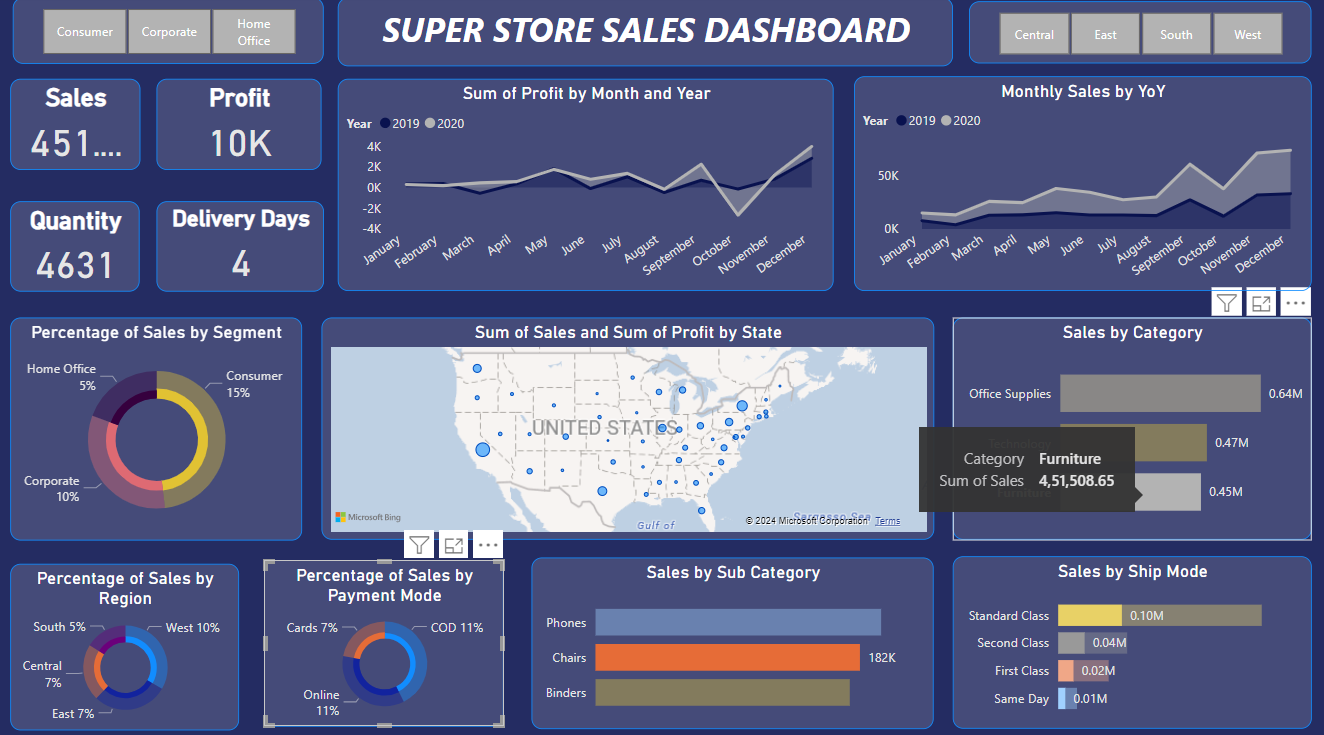 Consumer
Corporate
Home
Office
SUPER STORE SALES DASHBOARD
Central
East
South
West
Sales
451....
Profit
10K
Quantity
4631
Delivery Days
4
Sum of Profit by Month and Year
Year 2019 2020
4K
2K
0K
-2K
-4K
January
February
March
April
May
June
July
August
September
October
November
December
Monthly Sales by YoY
Year 2019 2020
50K
0K
January
February
March
April
May
June
July
August
September
October
November
December
Percentage of Sales by Segment
Home Office
5%
Consumer
15%
Corporate
10%
Sum of Sales and Sum of Profit by State
UNITED STATES
Gulf of
Sargasso Sea
Microsoft Bing
© 2024 Microsoft Corporation Terms
Sales by Category
Office Supplies 0.64M
Technology 0.47M
Furniture 0.45M
Category Furniture
Sum of Sales 4,51,508.65
Percentage of Sales by
Region
South 5%
West 10%
Central
7%
East 7%
Percentage of Sales by
Payment Mode
Cards 7%
COD 11%
Online
11%
Sales by Sub Category
Phones
Chairs 182K
Binders
Sales by Ship Mode
Standard Class 0.10M
Second Class 0.04M
First Class 0.02M
Same Day 0.01M